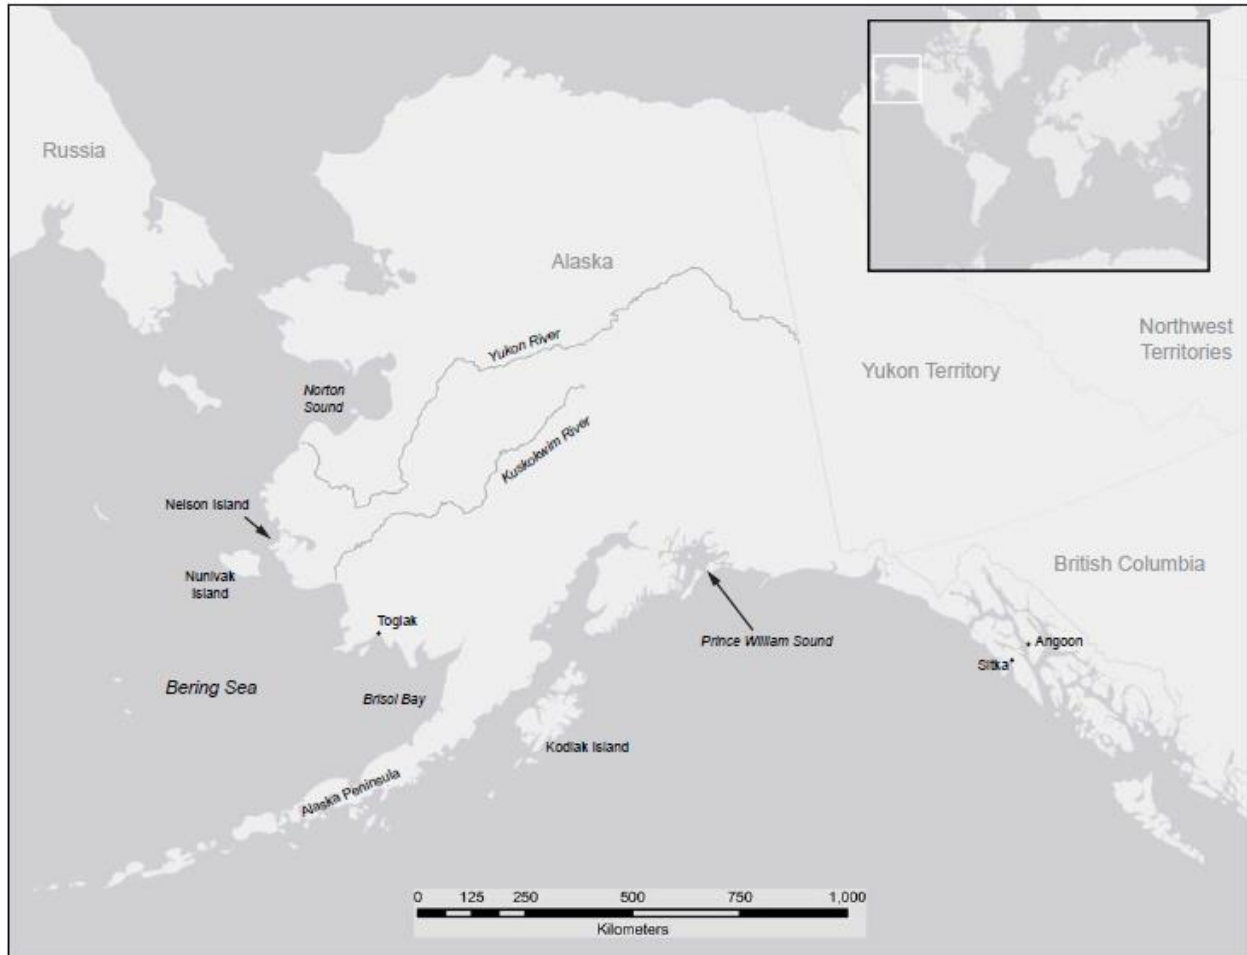 Russia
Alaska
Northwest
Territories
Yukon River
Yukon Territory
Norton
Sound
Kuskokwim River
Nelson Island
British Columbia
Nunivak
Island
Togiak
Prince William Sound
Angoon
Sitka
Bering Sea
Brisol Bay
Kodiak Island
Alaska Peninsula
0 125 250 500 750 1,000
Kilometers